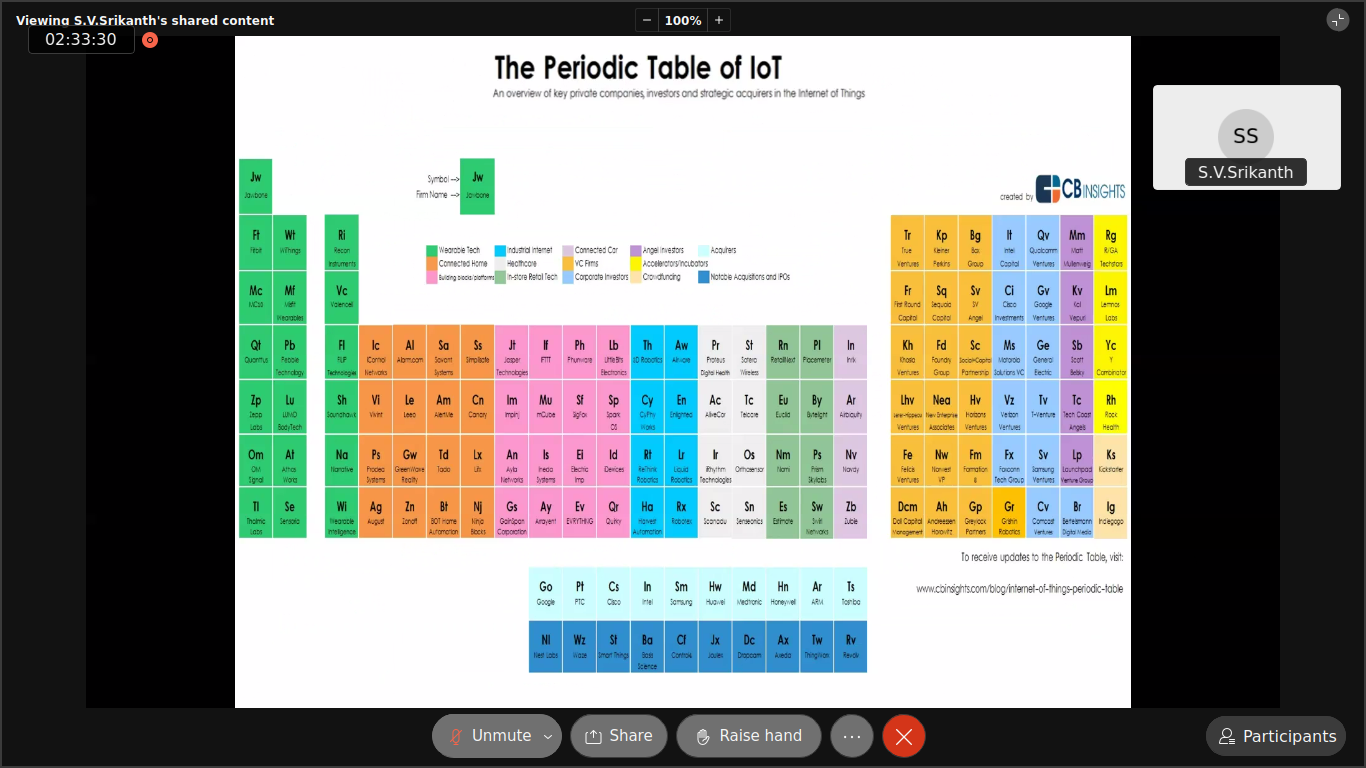 Viewing S.V.Srikanth's shared content
− 100% +
02:33:30
SS
S.V.Srikanth
The Periodic Table of IoT
An overview of key private companies, investors and strategic acquirers in the Internet of Things
Jw
Jawbone
Symbol -->
Firm Name -->
Jw
Jawbone
created by CBINSIGHTS
Wearable Tech
Industrial Internet
Connected Car
Angel Investors
Acquirers
Connected Home
Healthcare
VC Firms
Accelerators/Incubators
Building blocks/platforms
In-store Retail Tech
Corporate Investors
Crowdfunding
Notable Acquisitions and IPOs
Ft Wt Ri Tr Kp Bg It Qv Mm Rg
Fitbit WiThings Recon Instruments True Ventures Kleiner Perkins Box Group Intel Capital Qualcomm Ventures Matt Mullenweg R/GA Techstars
Mc Mf Vc Fr Sq Sv Ci Gv Kv Lm
MC10 Misfit Wearables Valencell First Round Capital Sequoia Capital SV Angel Cisco Investments Google Ventures Kal Vepuri Lemnos Labs
Qt Pb Fl Ic Al Sa Ss Jt If Ph Lb Th Aw Pr St Rn Pl In Kh Fd Sc Ms Ge Sb Yc
Quanttus Pebble Technology FLIP Technologies iControl Networks Alarm.com Savant Systems Simplisafe Jasper Technologies IFTTT Phunware LittleBits Electronics 3D Robotics Airware Proteus Digital Health Sotera Wireless RetailNext Placemeter Inrix Khosla Ventures Foundry Group Social+Capital Partnership Motorola Solutions VC General Electric Scott Belsky Y Combinator
Zp Lu Sh Vi Le Am Cn Im Mu Sf Sp Cy En Ac Tc Eu By Ar Lhv Nea Hv Vz Tv Tc Rh
Zepp Labs LUMO BodyTech Soundhawk Vivint Leeo AlertMe Canary Impinj mCube SigFox Spark OS CyPhy Works Enlighted AliveCor Telcare Euclid Bytelight Airbiquity Lerer-Hippeau Ventures New Enterprise Associates Horizons Ventures Verizon Ventures T-Venture Tech Coast Angels Rock Health
Om At Na Ps Gw Td Lx An Is Ei Id Rt Lr Ir Os Nm Ps Nv Fe Nw Fm Fx Sv Lp Ks
OM Signal Athos Works Narrative Prodea Systems GreenWave Reality Tado Lifx Ayla Networks Ineda Systems Electric Imp iDevices ReThink Robotics Liquid Robotics iRhythm Technologies Orthosensor Nomi Prism Skylabs Navdy Felicis Ventures Norwest VP Formation 8 Foxconn Tech Group Samsung Ventures Launchpad Venture Group Kickstarter
Tl Se Wi Ag Zn Bt Nj Gs Ay Ev Qr Ha Rx Sc Sn Es Sw Zb Dcm Ah Gp Gr Cv Br Ig
Thalmic Labs Sensoria Wearable Intelligence August Zonoff BOT Home Automation Ninja Blocks GainSpan Corporation Arrayent EVRYTHNG Quirky Harvest Automation Robotex Scanadu Senseonics Estimote Swirl Networks Zubie Data Capital Management Andreessen Horowitz Greylock Partners Grishin Robotics Comcast Ventures Bertelsmann Digital Media Indiegogo
Go Pt Cs In Sm Hw Md Hn Ar Ts
Google PTC Cisco Intel Samsung Huawei Medtronic Honeywell ARM Toshiba
Nl Wz St Ba Cf Jx Dc Ax Tw Rv
Nest Labs Waze Smart Things Basis Science Control4 Joulex Dropcam Axeda ThingWorx Revolv
To receive updates to the Periodic Table, visit:
www.cbinsights.com/blog/internet-of-things-periodic-table
Unmute
Share
Raise hand
Participants